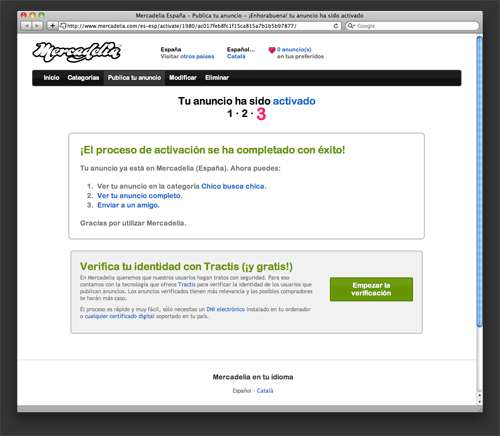 Mercadelia España – Publica tu anuncio – ¡Enhorabuena! tu anuncio ha sido activado
http://www.mercadelia.com/es-esp/activate/1980/ac017feb8fc1f15ca815a7b1b5b97877/
Google
Mercadelia
España
Visitar otros países
Español...
Català
0 anuncio(s)
en tus preferidos
Inicio Categorías Publica tu anuncio Modificar Eliminar
Tu anuncio ha sido activado
1 · 2 · 3
¡El proceso de activación se ha completado con éxito!
Tu anuncio ya está en Mercadelia (España). Ahora puedes:
1. Ver tu anuncio en la categoría Chico busca chica.
2. Ver tu anuncio completo.
3. Enviar a un amigo.
Gracias por utilizar Mercadelia.
Verifica tu identidad con Tractis (¡y gratis!)
En Mercadelia queremos que nuestros usuarios hagan tratos con seguridad. Para eso
contamos con la tecnología que ofrece Tractis para verificar la identidad de los usuarios que
publican anuncios. Los anuncios verificados tienen más relevancia y los posibles compradores
te harán más caso.
El proceso es rápido y muy fácil, sólo necesitas un DNI electrónico instalado en tu ordenador
o cualquier certificado digital soportado en tu país.
Empezar la
verificación
Mercadelia en tu idioma
Español - Català